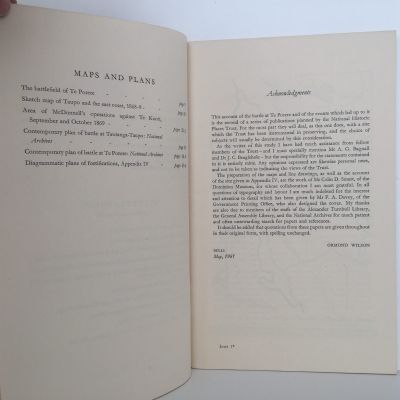 MAPS AND PLANS
The battlefield of Te Porere
Sketch map of Taupo and the east coast, 1868-9
Area of McDonnell's operations against Te Kooti,
September and October 1869
Contemporary plan of battle at Tauranga-Taupo: National
Archives
Contemporary plan of battle at Te Porere: National Archives
Diagrammatic plans of fortifications, Appendix IV
Acknowledgments
This account of the battle at Te Porere and of the events which led up to it
is the second of a series of publications planned by the National Historic
Places Trust. For the most part they will deal, as this one does, with a site
which the Trust has been instrumental in preserving, and the choice of
subjects will usually be determined by this consideration.
As the writer of this study I have had much assistance from fellow
members of the Trust – and I must specially mention Mr A. G. Bagnall
and Dr J. C. Beaglehole – but the responsibility for the statements contained
in it is entirely mine. Any opinions expressed are likewise personal ones,
and not to be taken as indicating the views of the Trust.
The preparation of the maps and line drawings, as well as the account
of the site given in Appendix IV, are the work of Mr Colin D. Smart, of the
Dominion Museum, for whose collaboration I am most grateful. In all
questions of typography and layout I am much indebted for the interest
and attention to detail which has been given by Mr F. A. Davey, of the
Government Printing Office, who also designed the cover. My thanks
are also due to members of the staffs of the Alexander Turnbull Library,
the General Assembly Library, and the National Archives for much patient
and often unrewarding search for papers and references.
It should be added that quotations from these papers are given throughout
in their original form, with spelling unchanged.
ORMOND WILSON
BULLS,
May, 1961